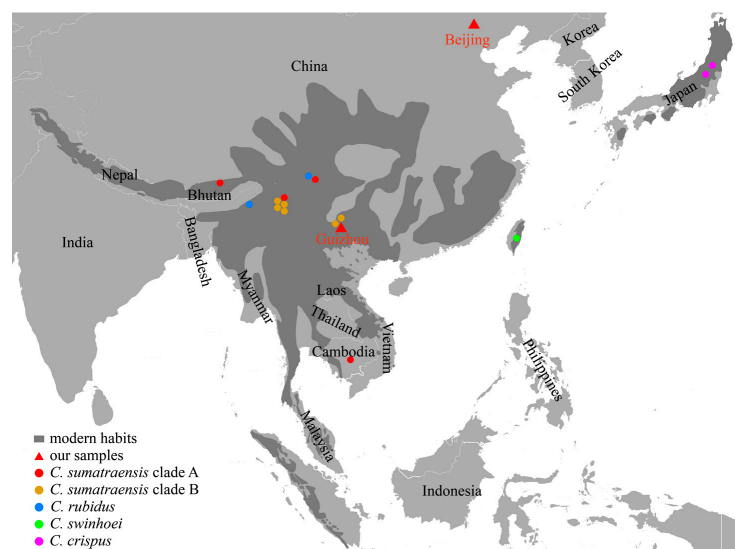 Beijing
Korea
South Korea
China
Japan
Nepal
Bhutan
India
Bangladesh
Guizhou
Myanmar
Laos
Thailand
Vietnam
Cambodia
Philippines
Malaysia
Indonesia
modern habits
our samples
C. sumatraensis clade A
C. sumatraensis clade B
C. rubidus
C. swinhoei
C. crispus